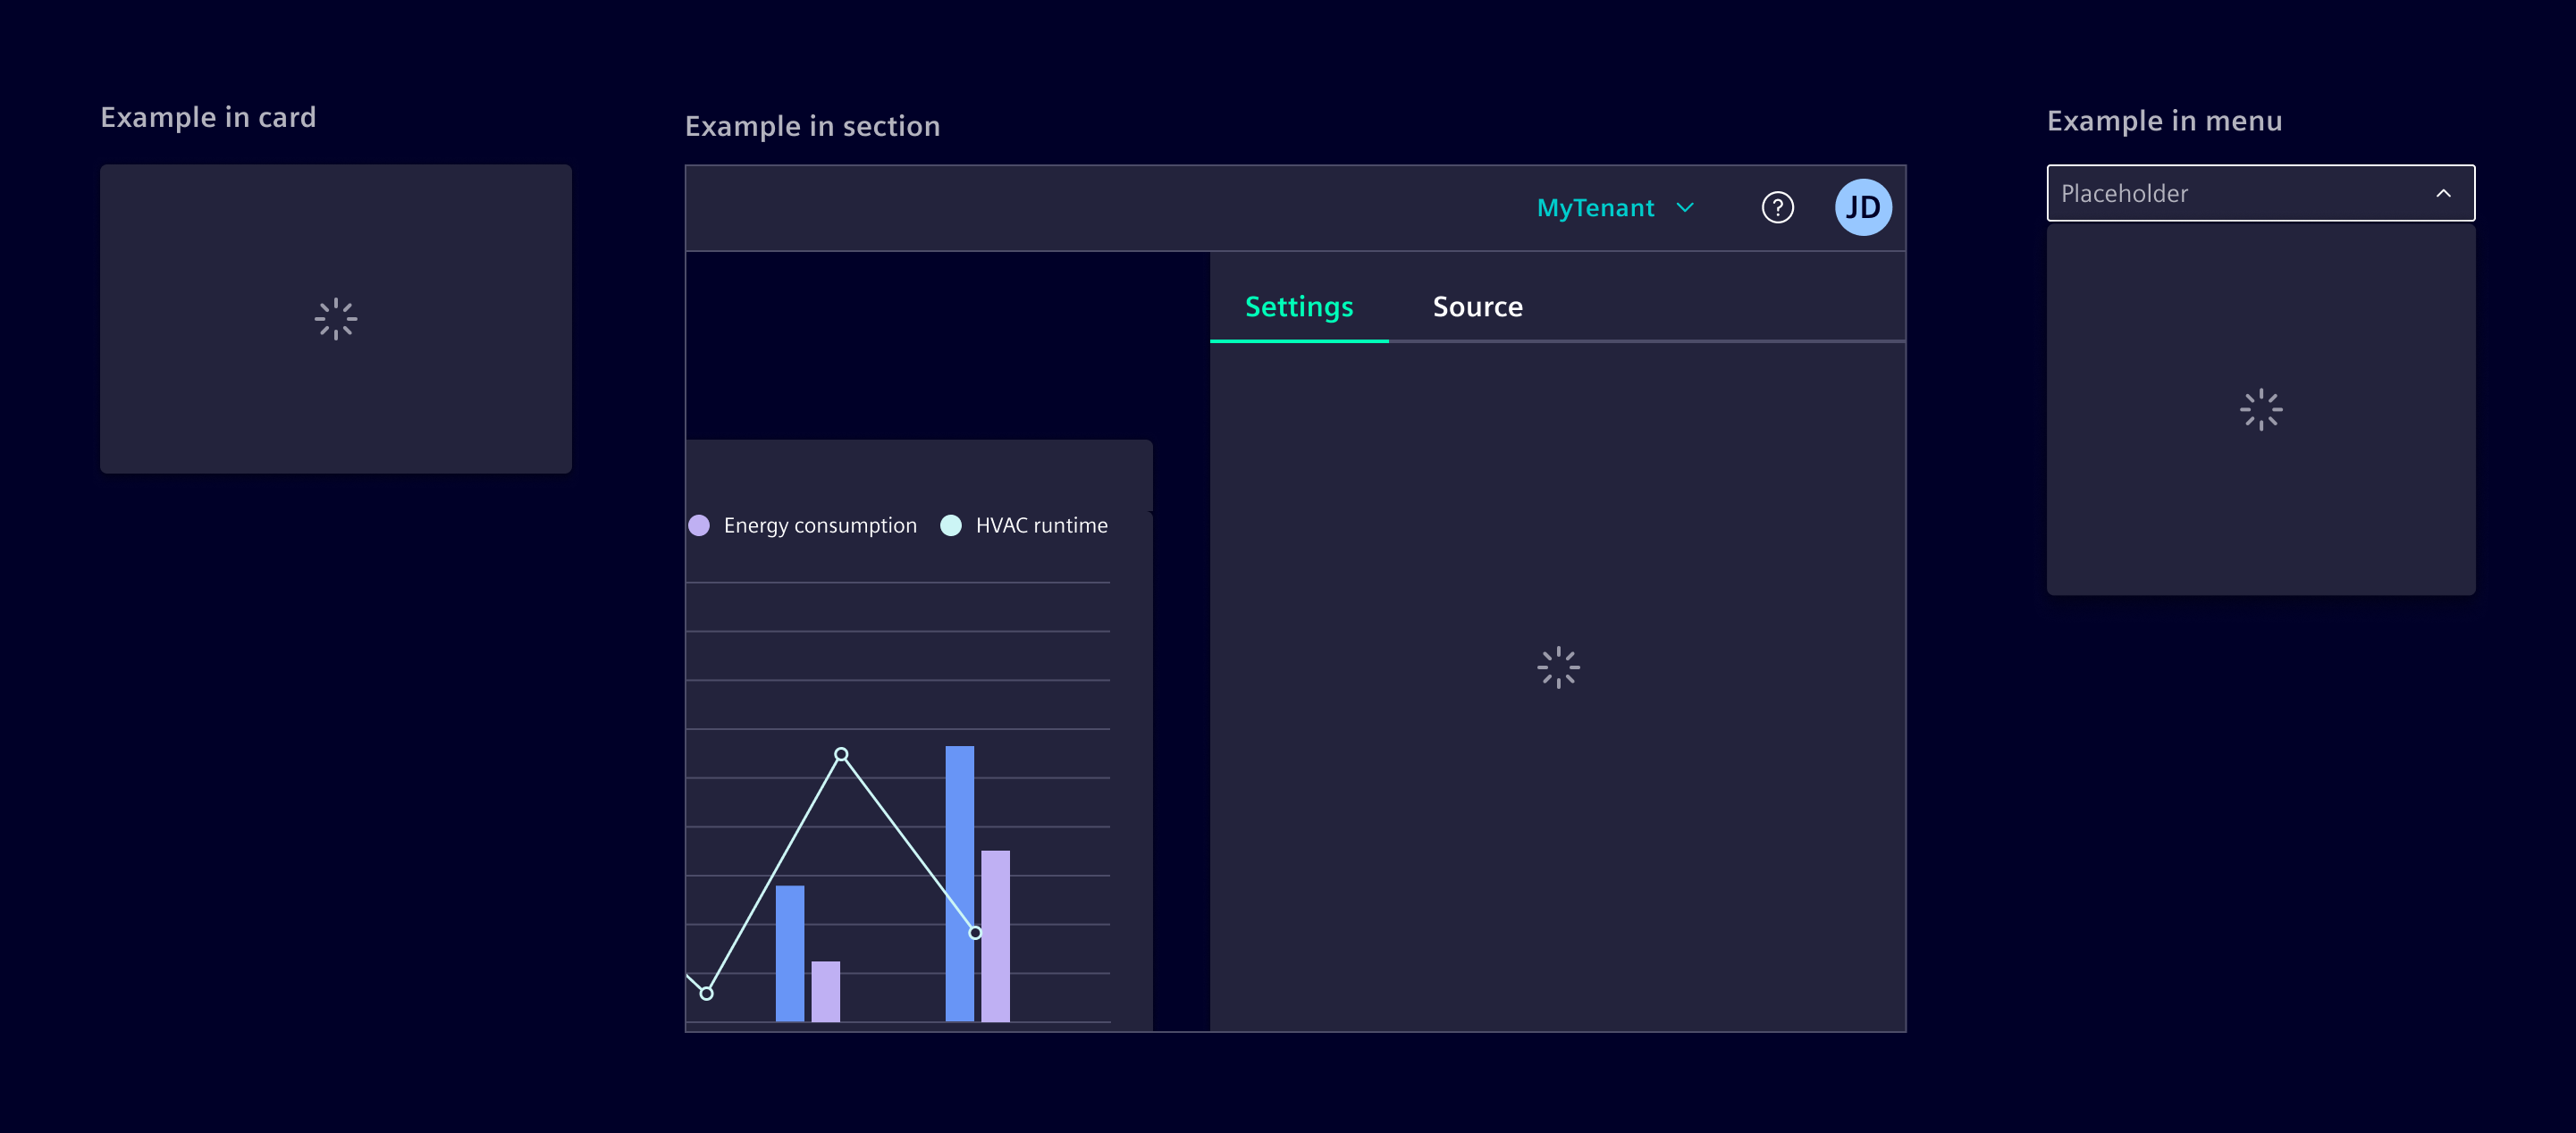 Example in card
Example in section
MyTenant
?
JD
Settings
Source
Energy consumption
HVAC runtime
Example in menu
Placeholder